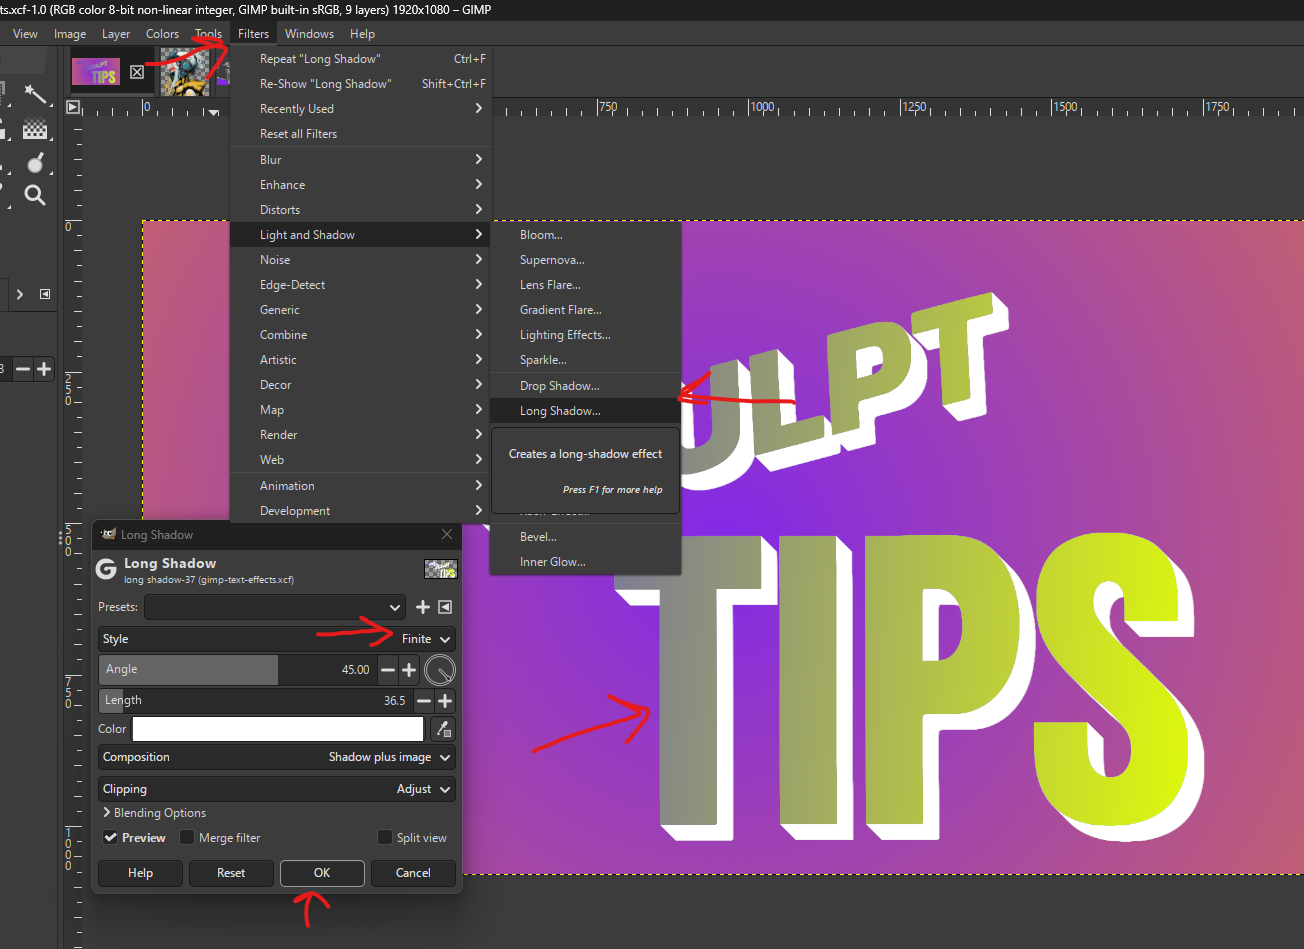 ts.xcf-1.0 (RGB color 8-bit non-linear integer, GIMP built-in sRGB, 9 layers) 1920x1080 – GIMP
View Image Layer Colors Tools Filters Windows Help
TIPS
Repeat "Long Shadow" Ctrl+F
Re-Show "Long Shadow" Shift+Ctrl+F
Recently Used
Reset all Filters
Blur
Enhance
Distorts
Light and Shadow
Noise
Edge-Detect
Generic
Combine
Artistic
Decor
Map
Render
Web
Animation
Development
0 750 1000 1250 1500 1750
0
250
500
750
1000
Bloom...
Supernova...
Lens Flare...
Gradient Flare...
Lighting Effects...
Sparkle...
Drop Shadow...
Long Shadow...
Creates a long-shadow effect
Press F1 for more help
Bevel...
Inner Glow...
ULPT
TIPS
Long Shadow
Long Shadow
long shadow-37 (gimp-text-effects.xcf)
Presets:
Style Finite
Angle 45.00
Length 36.5
Color
Composition Shadow plus image
Clipping Adjust
Blending Options
Preview Merge filter Split view
Help Reset OK Cancel